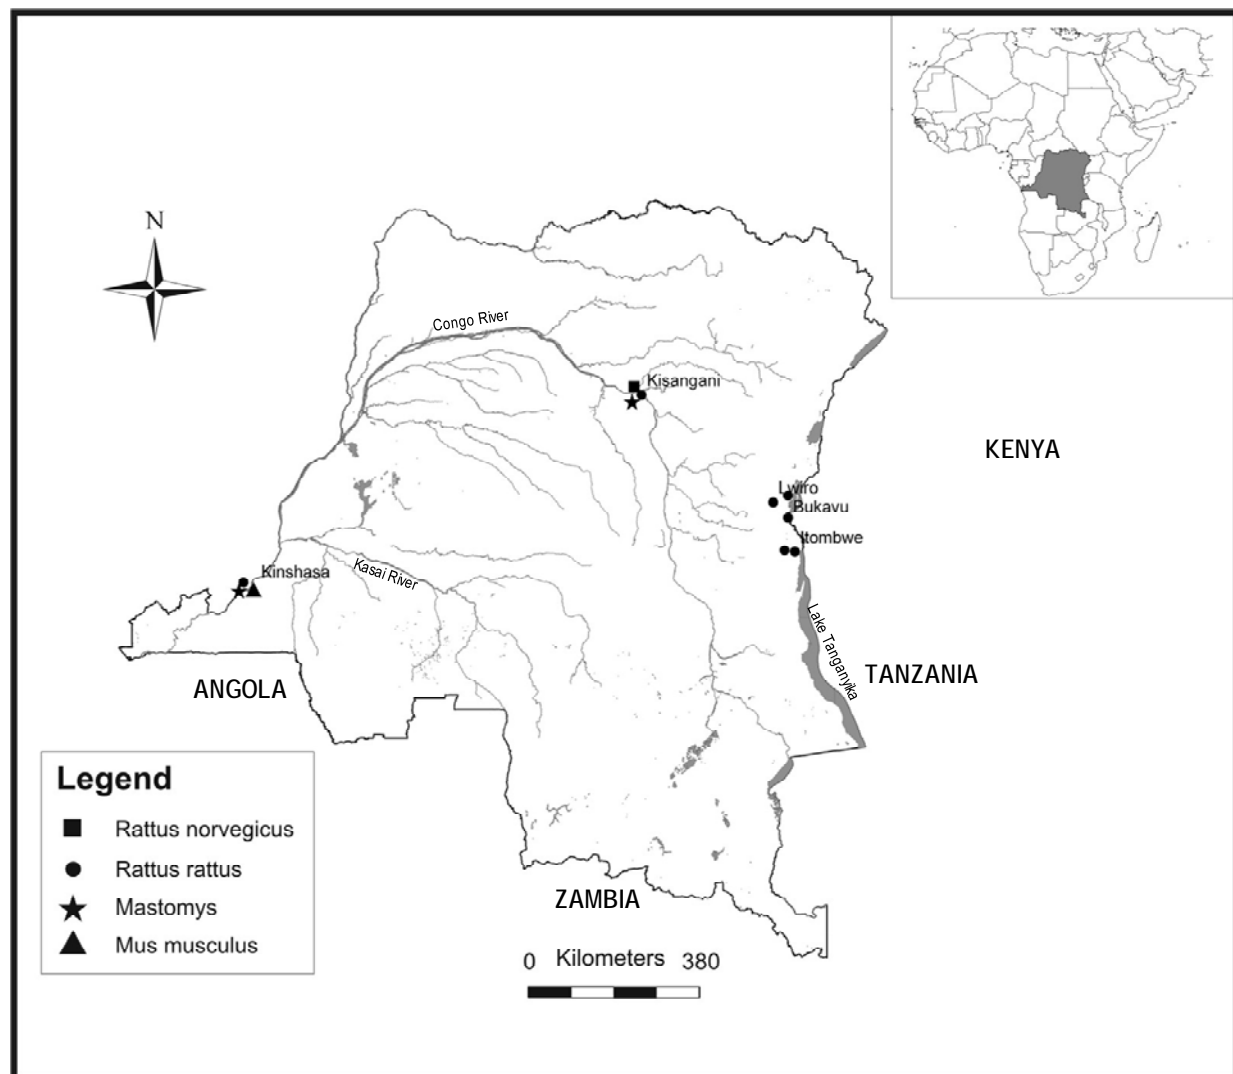 N
Congo River
Kisangani
KENYA
Lwiro
Bukavu
Itombwe
Kinshasa
Kasai River
Lake Tanganyika
TANZANIA
ANGOLA
Legend
Rattus norvegicus
Rattus rattus
Mastomys
Mus musculus
ZAMBIA
0 Kilometers 380